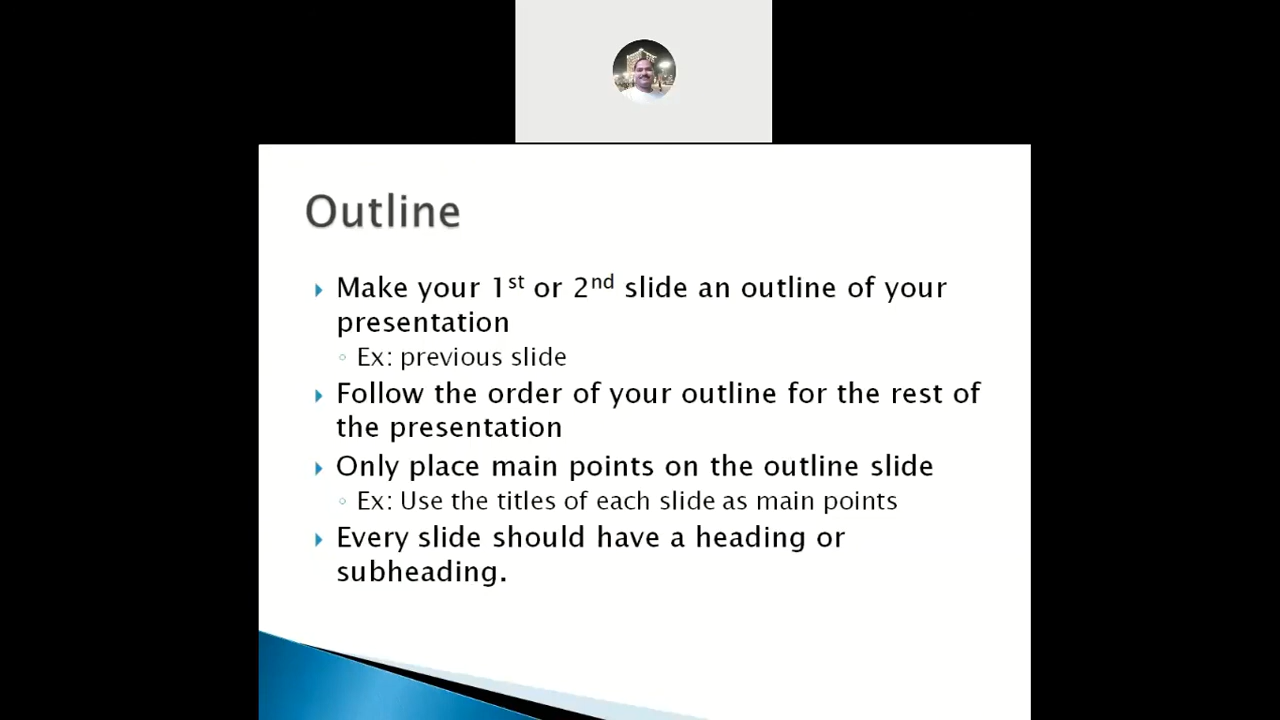 Outline
Make your 1st or 2nd slide an outline of your
presentation
Ex: previous slide
Follow the order of your outline for the rest of
the presentation
Only place main points on the outline slide
Ex: Use the titles of each slide as main points
Every slide should have a heading or
subheading.